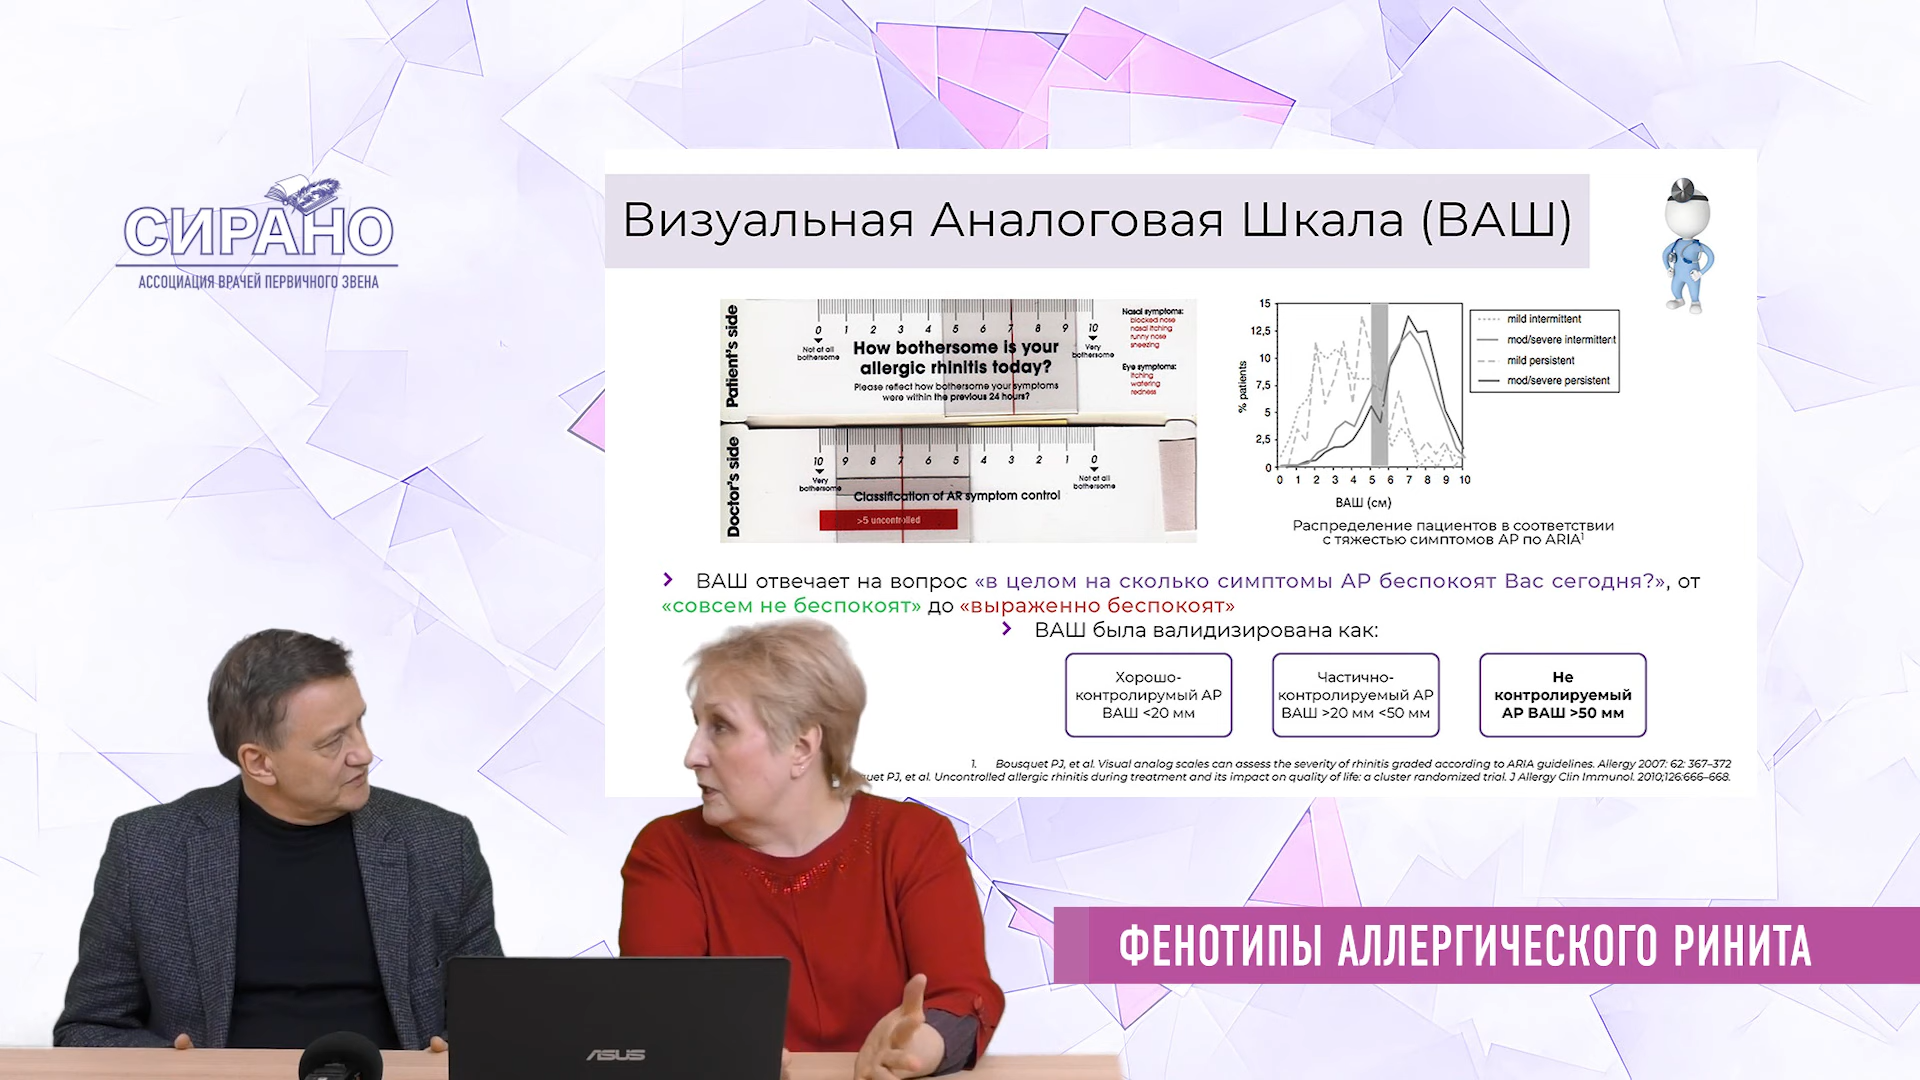 СИРАНО
АССОЦИАЦИЯ ВРАЧЕЙ ПЕРВИЧНОГО ЗВЕНА
Визуальная Аналоговая Шкала (ВАШ)
Patient's side
0 1 2 3 4 5 6 7 8 9 10
Not at all
bothersome
Very
bothersome
How bothersome is your
allergic rhinitis today?
Please reflect how bothersome your symptoms
were within the previous 24 hours?
Nasal symptoms:
blocked nose
nasal itching
runny nose
sneezing
Eye symptoms:
itching
watering
redness
Doctor's side
10 9 8 7 6 5 4 3 2 1 0
Very
bothersome
Not at all
bothersome
Classification of AR symptom control
>5 uncontrolled
% patients
15
12,5
10
7,5
5
2,5
0
0 1 2 3 4 5 6 7 8 9 10
ВАШ (см)
mild intermittent
mod/severe intermittent
mild persistent
mod/severe persistent
Распределение пациентов в соответствии
с тяжестью симптомов АР по ARIA¹
ВАШ отвечает на вопрос «в целом на сколько симптомы АР беспокоят Вас сегодня?», от
«совсем не беспокоят» до «выраженно беспокоят»
ВАШ была валидизирована как:
Хорошо-
контролирумый АР
ВАШ <20 мм
Частично-
контролируемый АР
ВАШ >20 мм <50 мм
Не
контролируемый
АР ВАШ >50 мм
1. Bousquet PJ, et al. Visual analog scales can assess the severity of rhinitis graded according to ARIA guidelines. Allergy 2007: 62: 367–372
PJ, et al. Uncontrolled allergic rhinitis during treatment and its impact on quality of life: a cluster randomized trial. J Allergy Clin Immunol. 2010;126:666–668.
ФЕНОТИПЫ АЛЛЕРГИЧЕСКОГО РИНИТА
ASUS